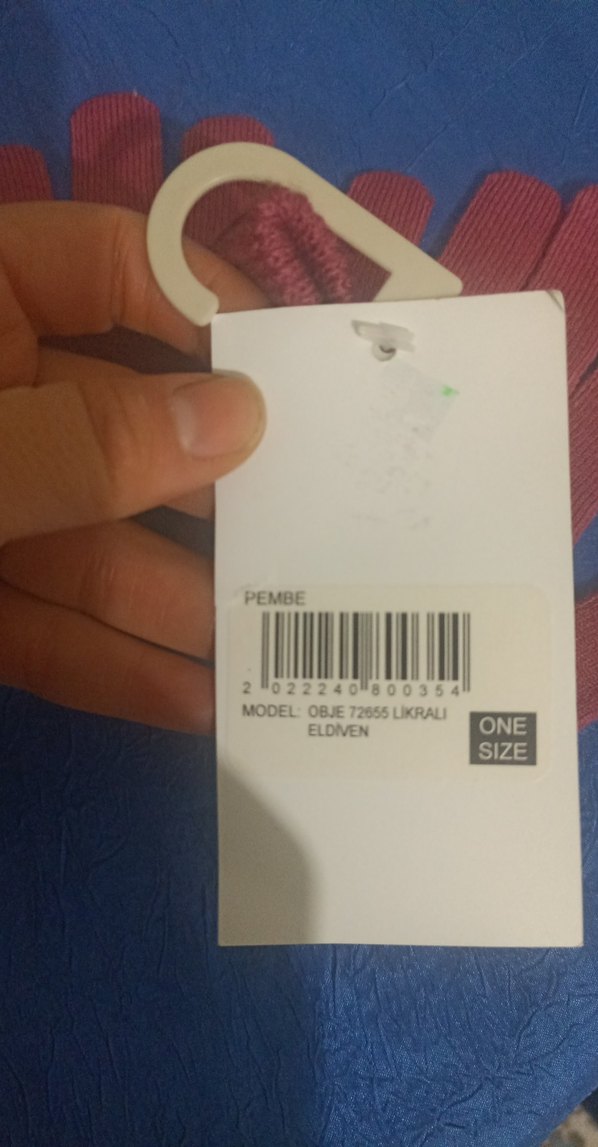 PEMBE
2 022240 800354
MODEL: OBJE 72655 LİKRALI
ELDİVEN
ONE
SIZE